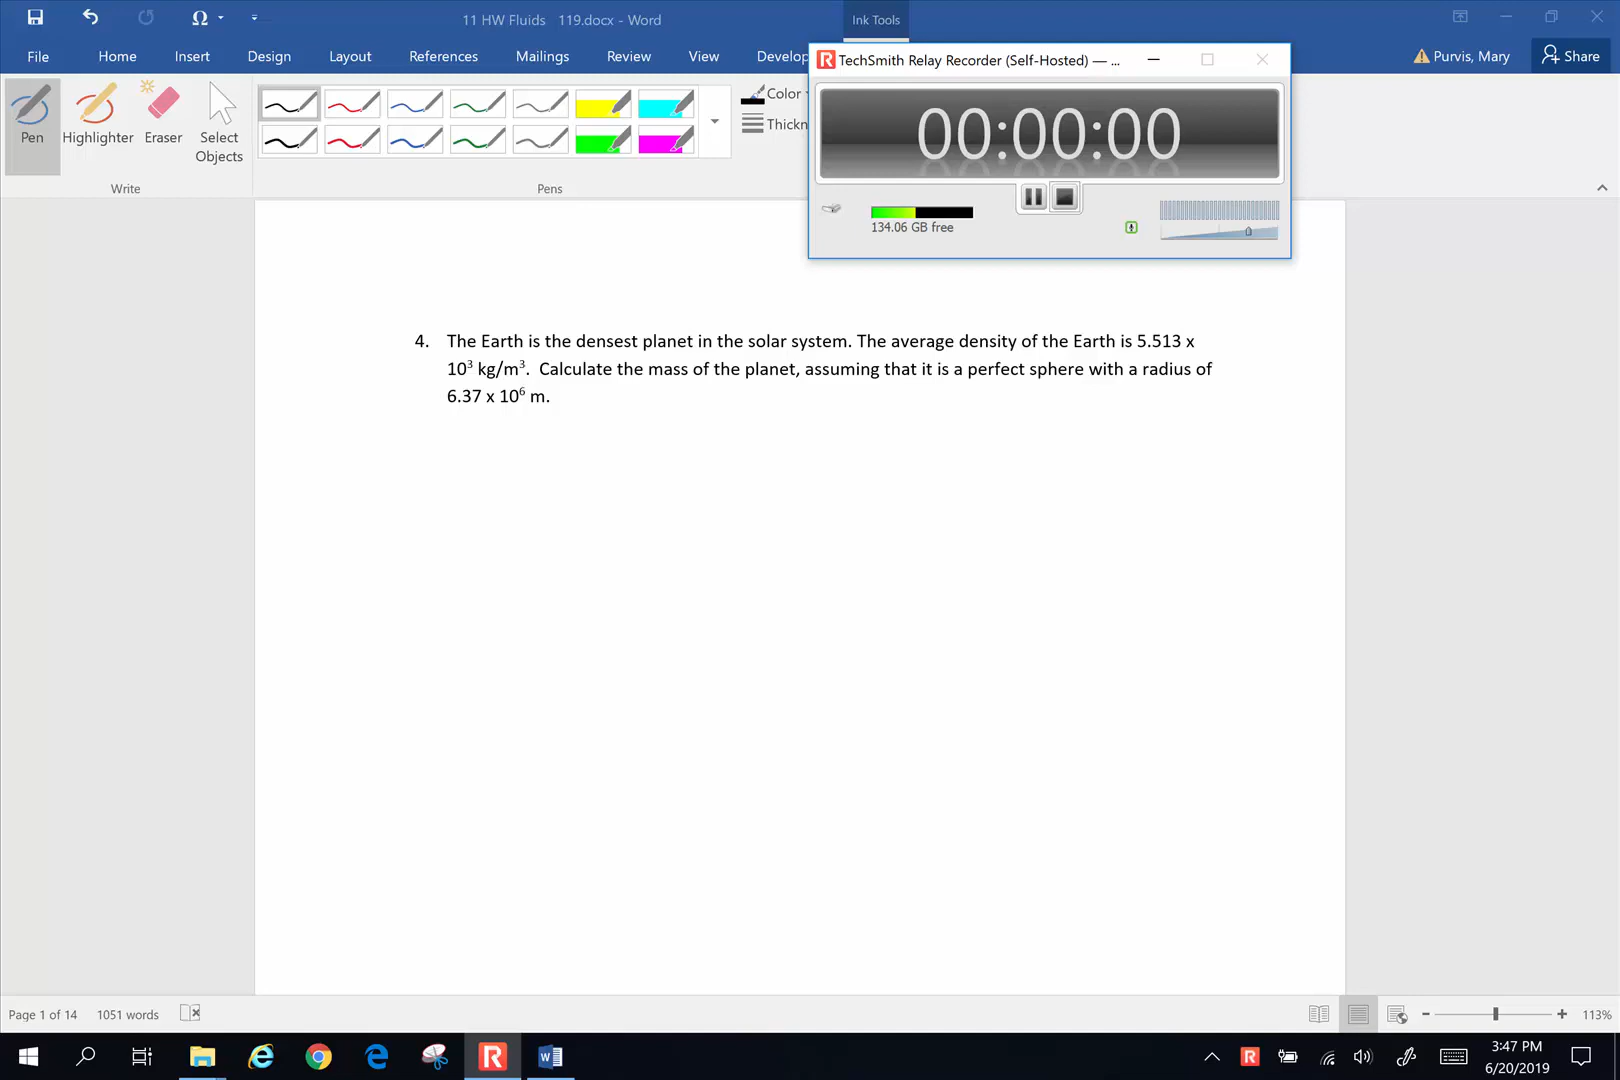 11 HW Fluids 119.docx - Word
Ink Tools
File Home Insert Design Layout References Mailings Review View Develop
Purvis, Mary
Share
TechSmith Relay Recorder (Self-Hosted) — ...
00:00:00
134.06 GB free
Pen
Highlighter
Eraser
Select
Objects
Color
Thickn
Write
Pens
4. The Earth is the densest planet in the solar system. The average density of the Earth is 5.513 x
10³ kg/m³. Calculate the mass of the planet, assuming that it is a perfect sphere with a radius of
6.37 x 10⁶ m.
Page 1 of 14 1051 words
113%
3:47 PM
6/20/2019